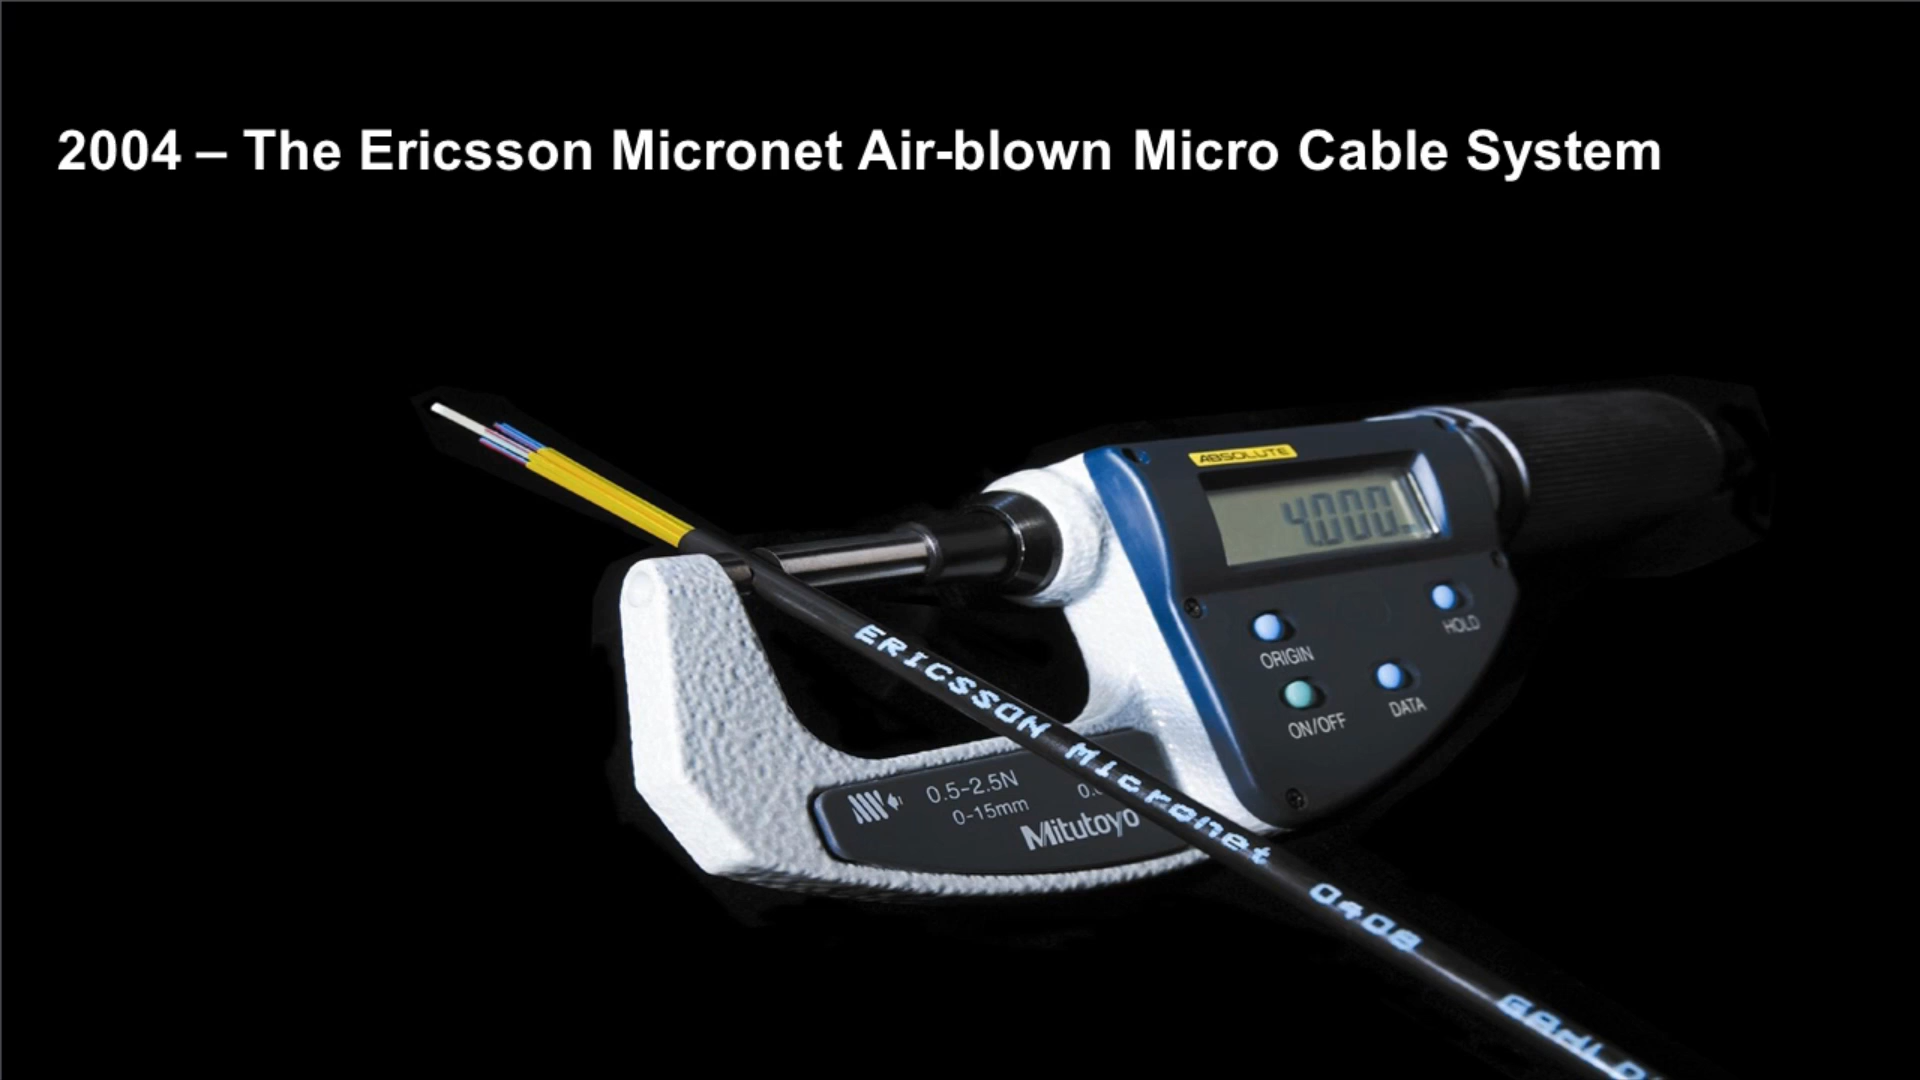 2004 – The Ericsson Micronet Air-blown Micro Cable System
ABSOLUTE
4.000
ORIGIN
HOLD
ON/OFF
DATA
0.5-2.5N
0-15mm
Mitutoyo
ERICSSON Micronet 0408